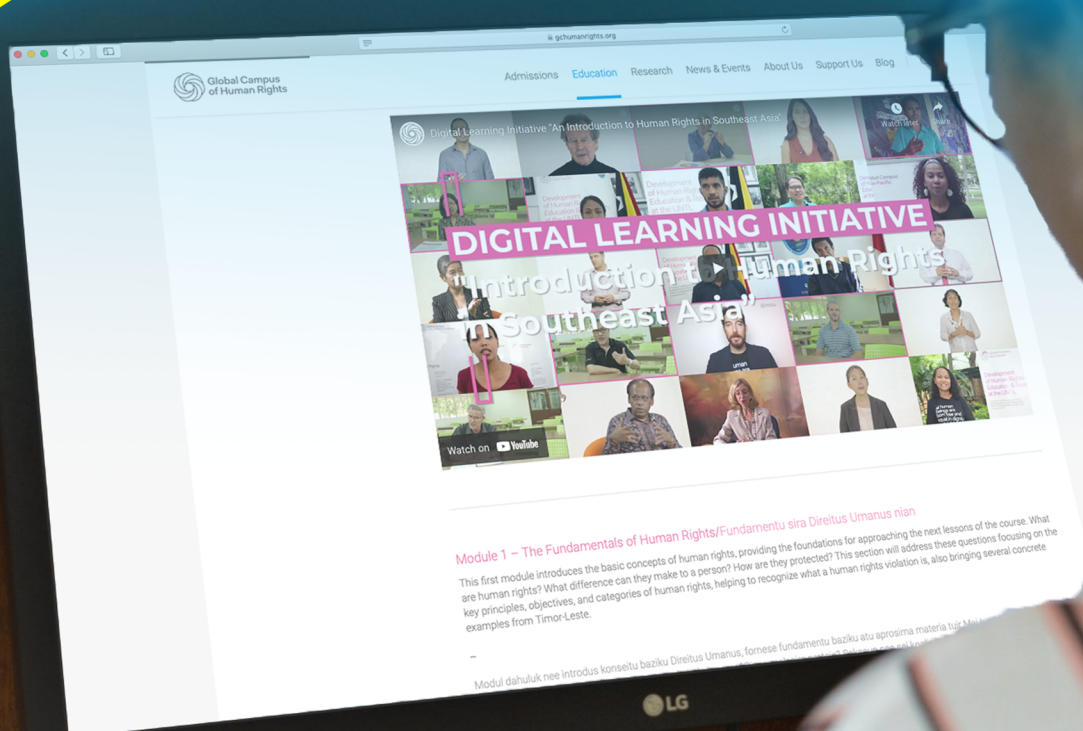 gchumanrights.org
Global Campus
of Human Rights
Admissions Education Research News & Events About Us Support Us Blog
Digital Learning Initiative "An Introduction to Human Rights in Southeast Asia"
Watch later Share
DIGITAL LEARNING INITIATIVE
"Introduction to Human Rights
in Southeast Asia"
Watch on YouTube
Module 1 – The Fundamentals of Human Rights/Fundamentu sira Direitus Umanus nian
This first module introduces the basic concepts of human rights, providing the foundations for approaching the next lessons of the course. What
are human rights? What difference can they make to a person? How are they protected? This section will address these questions focusing on the
key principles, objectives, and categories of human rights, helping to recognize what a human rights violation is, also bringing several concrete
examples from Timor-Leste.
–
Modul dahuluk nee introdus konseitu baziku Direitus Umanus, fornese fundamentu baziku atu aprosima materia tuir
LG